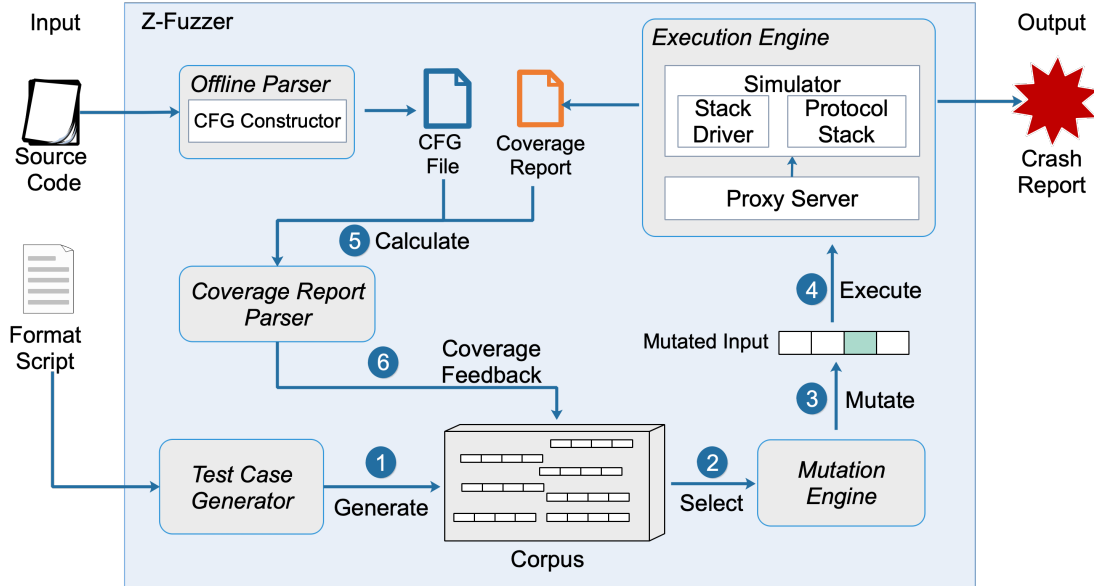 Input
Z-Fuzzer
Output
Offline Parser
CFG Constructor
Source
Code
CFG
File
Coverage
Report
Execution Engine
Simulator
Stack
Driver
Protocol
Stack
Proxy Server
Crash
Report
5 Calculate
Coverage Report
Parser
4 Execute
Format
Script
Mutated Input
6
Coverage
Feedback
3 Mutate
Test Case
Generator
1
Generate
Corpus
2
Select
Mutation
Engine